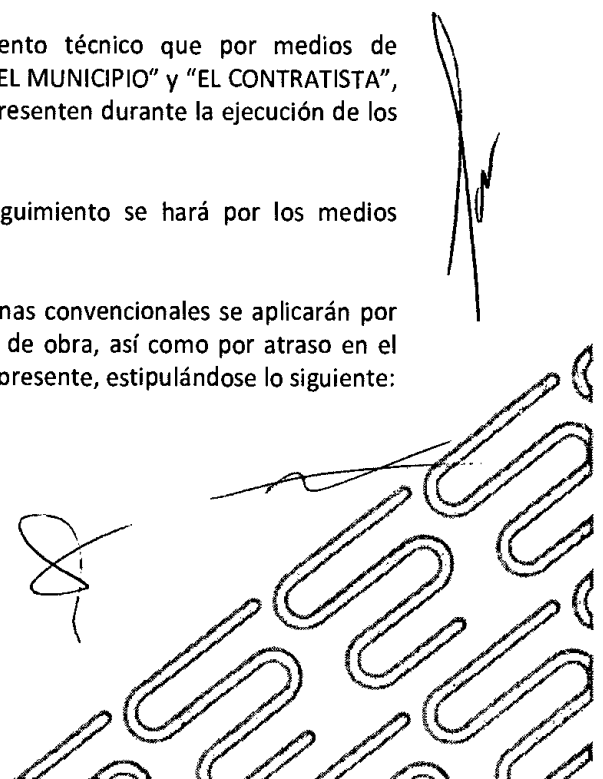 ento técnico que por medios de
EL MUNICIPIO" y "EL CONTRATISTA",
resenten durante la ejecución de los
guimiento se hará por los medios
nas convencionales se aplicarán por
de obra, así como por atraso en el
presente, estipulándose lo siguiente: